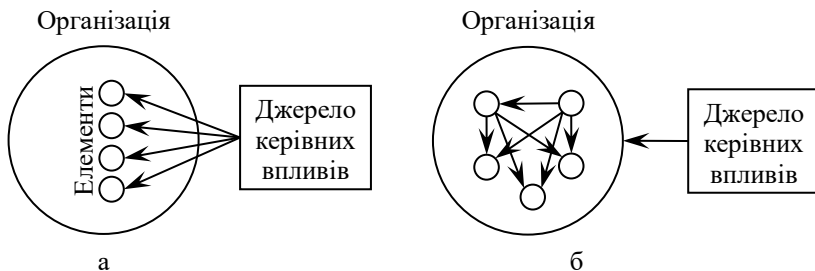 Організація
Елементи
Джерело
керівних
впливів
а
Організація
Джерело
керівних
впливів
б